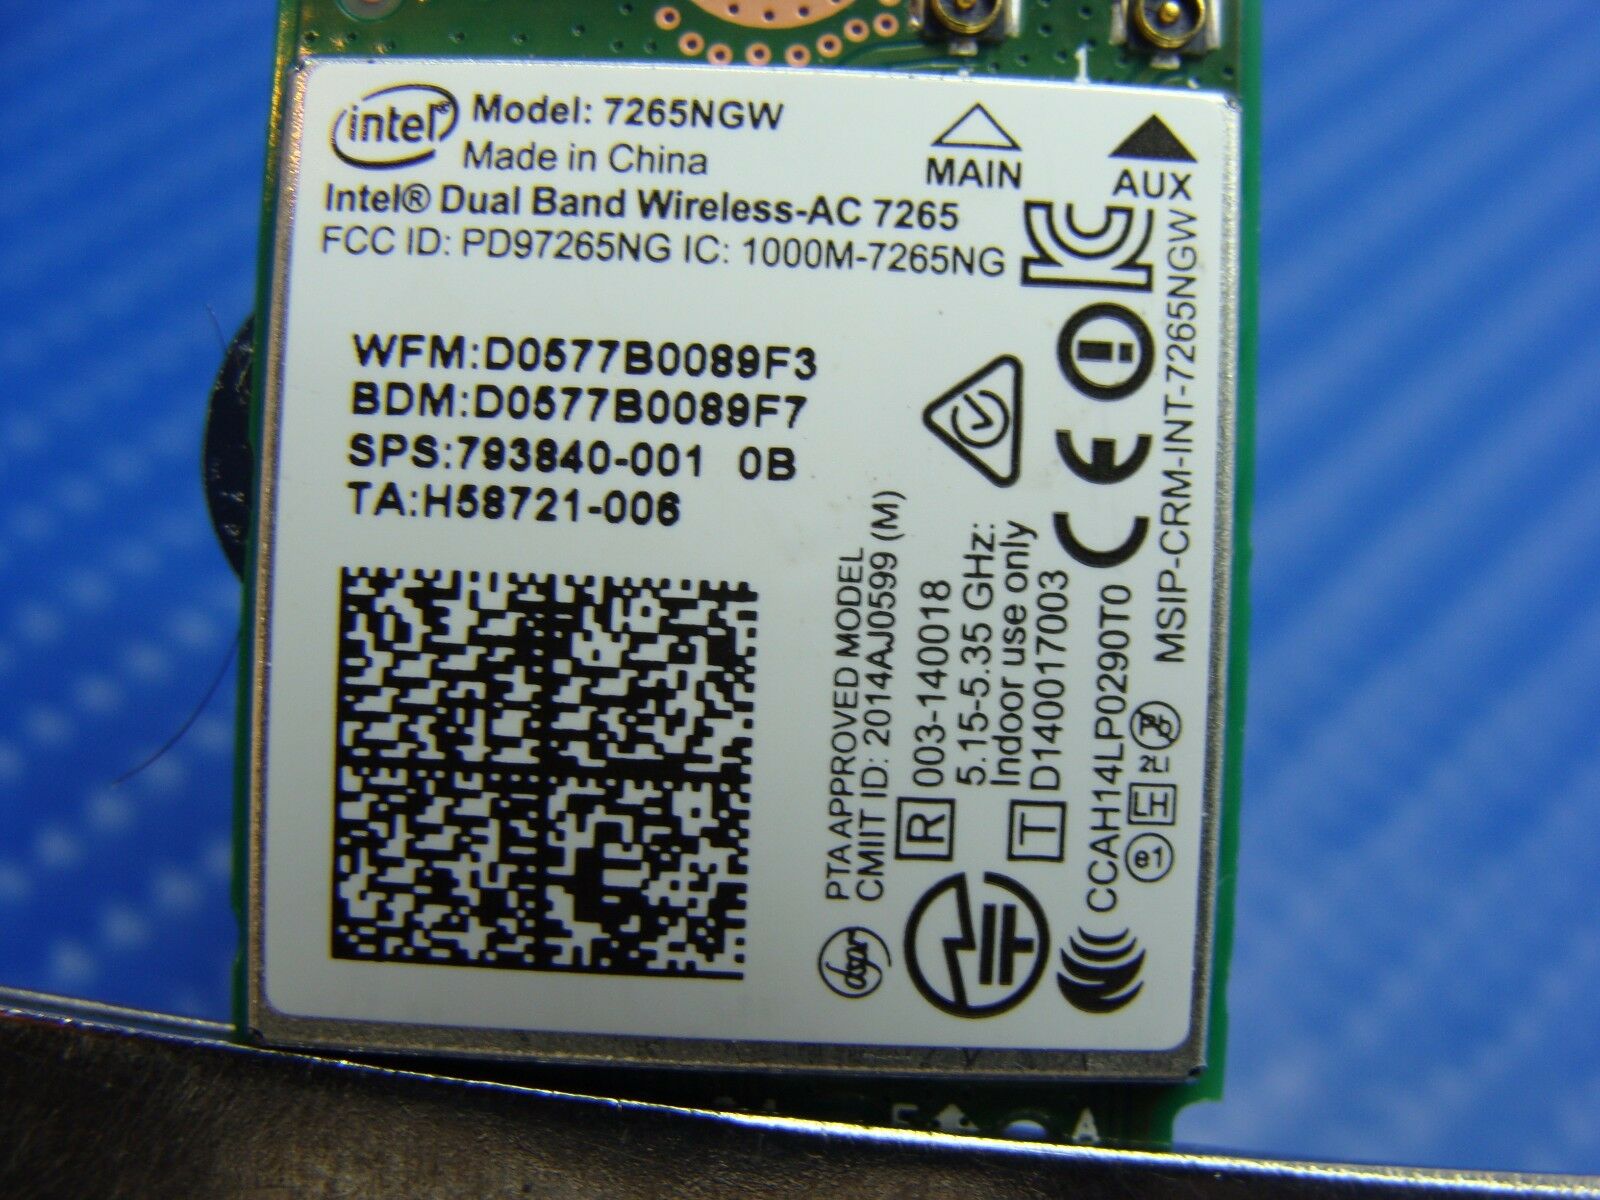 intel® Model: 7265NGW
Made in China
MAIN
AUX
Intel® Dual Band Wireless-AC 7265
FCC ID: PD97265NG IC: 1000M-7265NG
WFM:D0577B0089F3
BDM:D0577B0089F7
SPS:793840-001 0B
TA:H58721-006
PTA APPROVED MODEL
CMIIT ID: 2014AJ0599 (M)
R 003-140018
5.15-5.35 GHz:
Indoor use only
T D140017003
CCAH14LP0290T0
MSIP-CRM-INT-7265NGW
e1
A